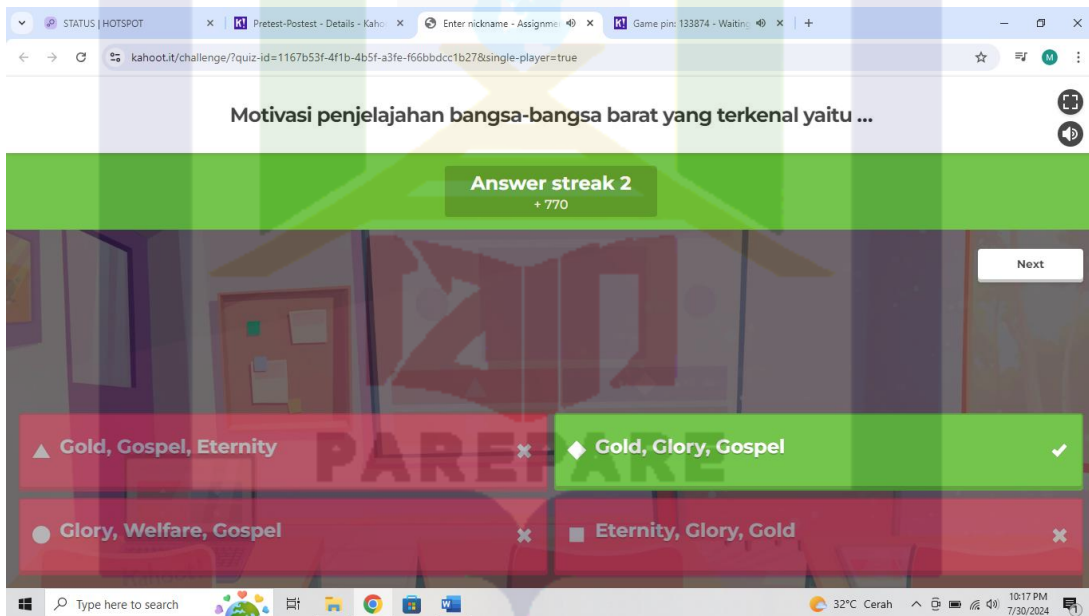 STATUS | HOTSPOT
Pretest-Postest - Details - Kaho
Enter nickname - Assignme
Game pin: 133874 - Waiting
kahoot.it/challenge/?quiz-id=1167b53f-4f1b-4b5f-a3fe-f66bbdcc1b27&single-player=true
M
Motivasi penjelajahan bangsa-bangsa barat yang terkenal yaitu ...
Answer streak 2
+ 770
Next
Gold, Gospel, Eternity
Gold, Glory, Gospel
PAREPARE
Glory, Welfare, Gospel
Eternity, Glory, Gold
Kahoot!
Type here to search
32°C Cerah
10:17 PM
7/30/2024